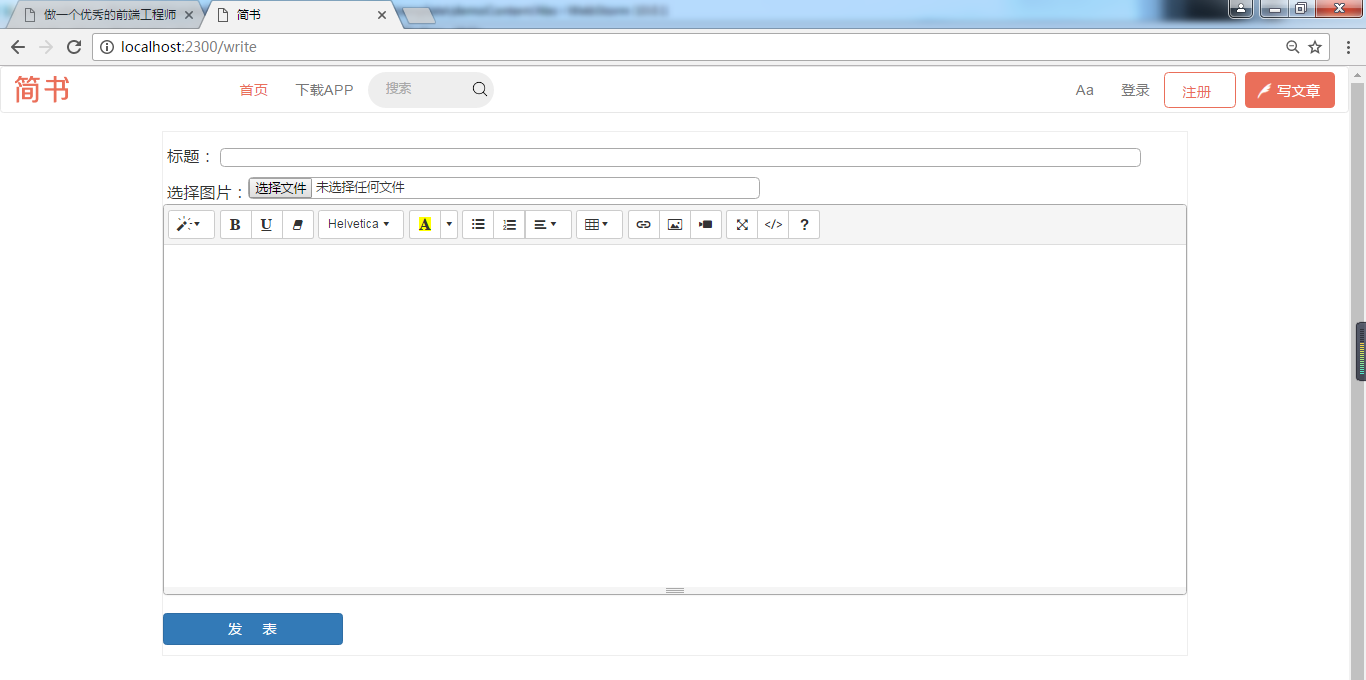 做一个优秀的前端工程师
简书
localhost:2300/write
简书 首页 下载APP 搜索 Aa 登录 注册 写文章
标题：
选择图片： 选择文件 未选择任何文件
B U Helvetica A </> ?
发 表